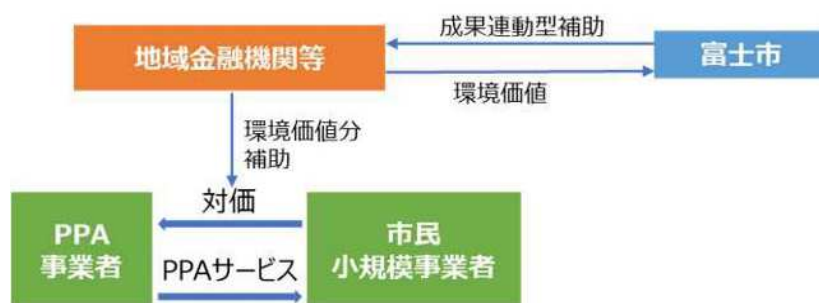 成果連動型補助
地域金融機関等
富士市
環境価値
環境価値分
補助
対価
PPA
事業者
市民
小規模事業者
PPAサービス